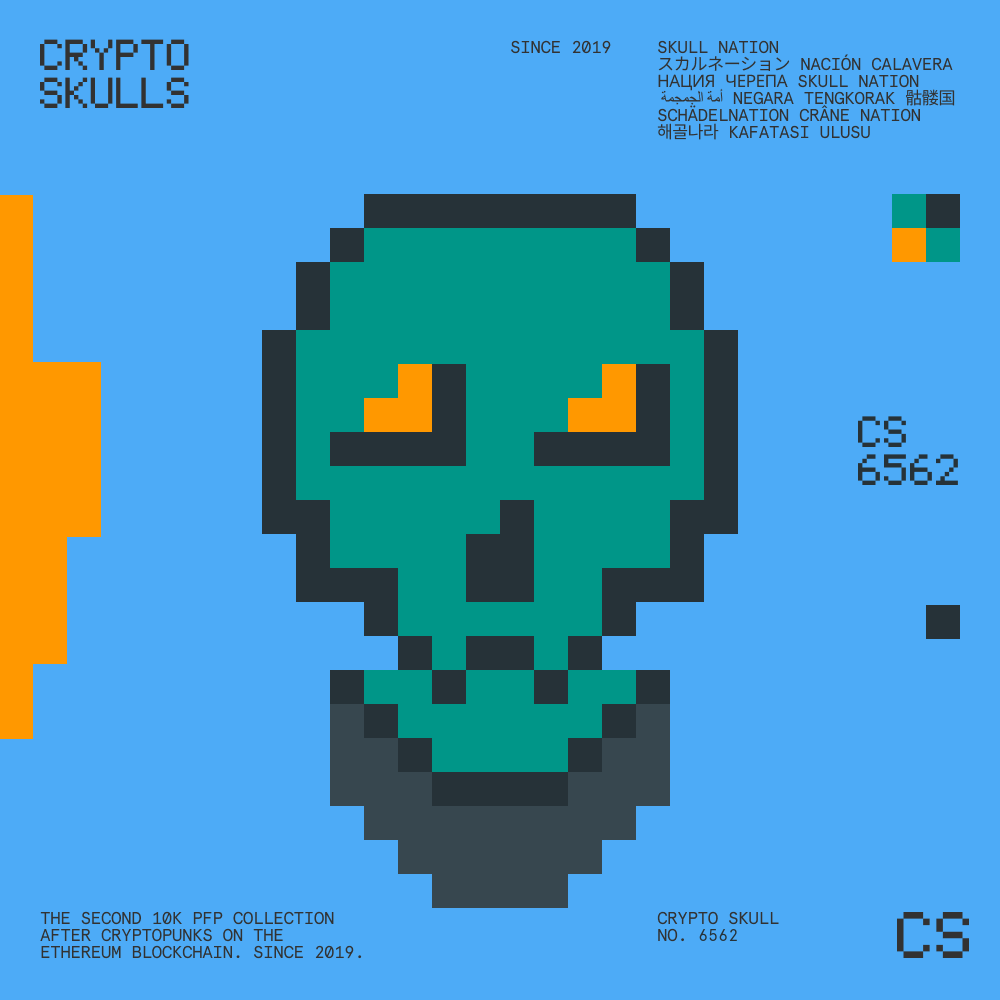 CRYPTO
SKULLS
SINCE 2019
SKULL NATION
スカルネーション NACIÓN CALAVERA
НАЦИЯ ЧЕРЕПА SKULL NATION
أمة الجمجمة NEGARA TENGKORAK 骷髅国
SCHÄDELNATION CRÂNE NATION
해골나라 KAFATASI ULUSU
CS
6562
THE SECOND 10K PFP COLLECTION
AFTER CRYPTOPUNKS ON THE
ETHEREUM BLOCKCHAIN. SINCE 2019.
CRYPTO SKULL
NO. 6562
CS